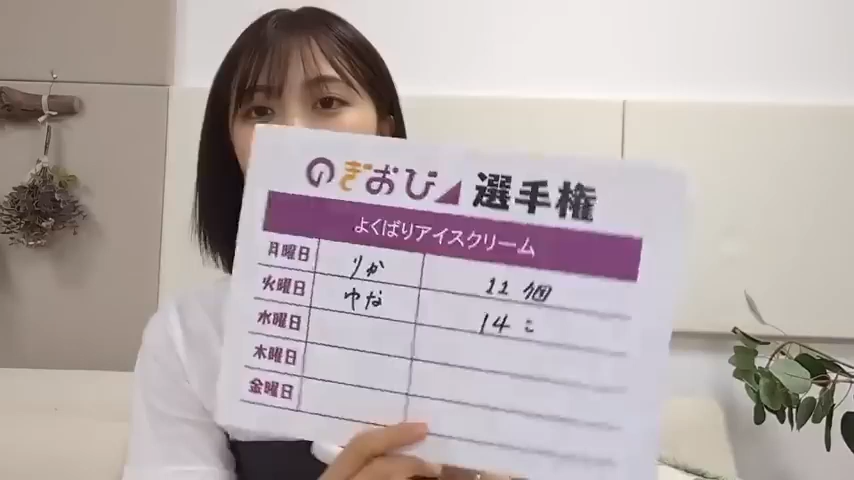 のぎおび 選手権
よくばりアイスクリーム
月曜日 りか 11個
火曜日 ゆな 14こ
水曜日
木曜日
金曜日